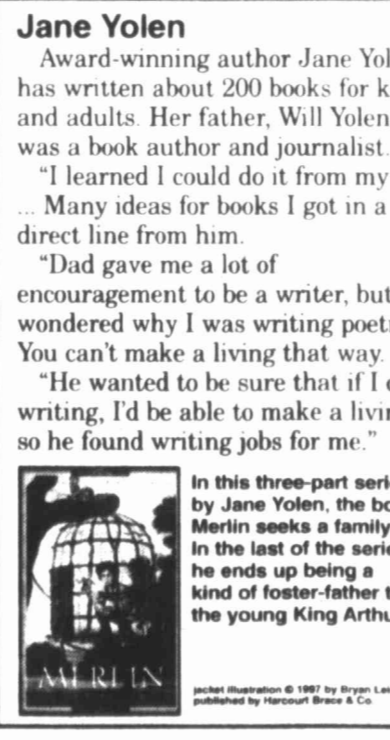 Jane Yolen
Award-winning author Jane Yol
has written about 200 books for k
and adults. Her father, Will Yolen
was a book author and journalist.
"I learned I could do it from my
... Many ideas for books I got in a
direct line from him.
"Dad gave me a lot of
encouragement to be a writer, but
wondered why I was writing poet
You can't make a living that way.
"He wanted to be sure that if I
writing, I'd be able to make a livi
so he found writing jobs for me."
In this three-part seri
by Jane Yolen, the bo
Merlin seeks a family
In the last of the serie
he ends up being a
kind of foster-father t
the young King Arthu
MERLIN
jacket illustration © 1997 by Bryan Lei
published by Harcourt Brace & Co.